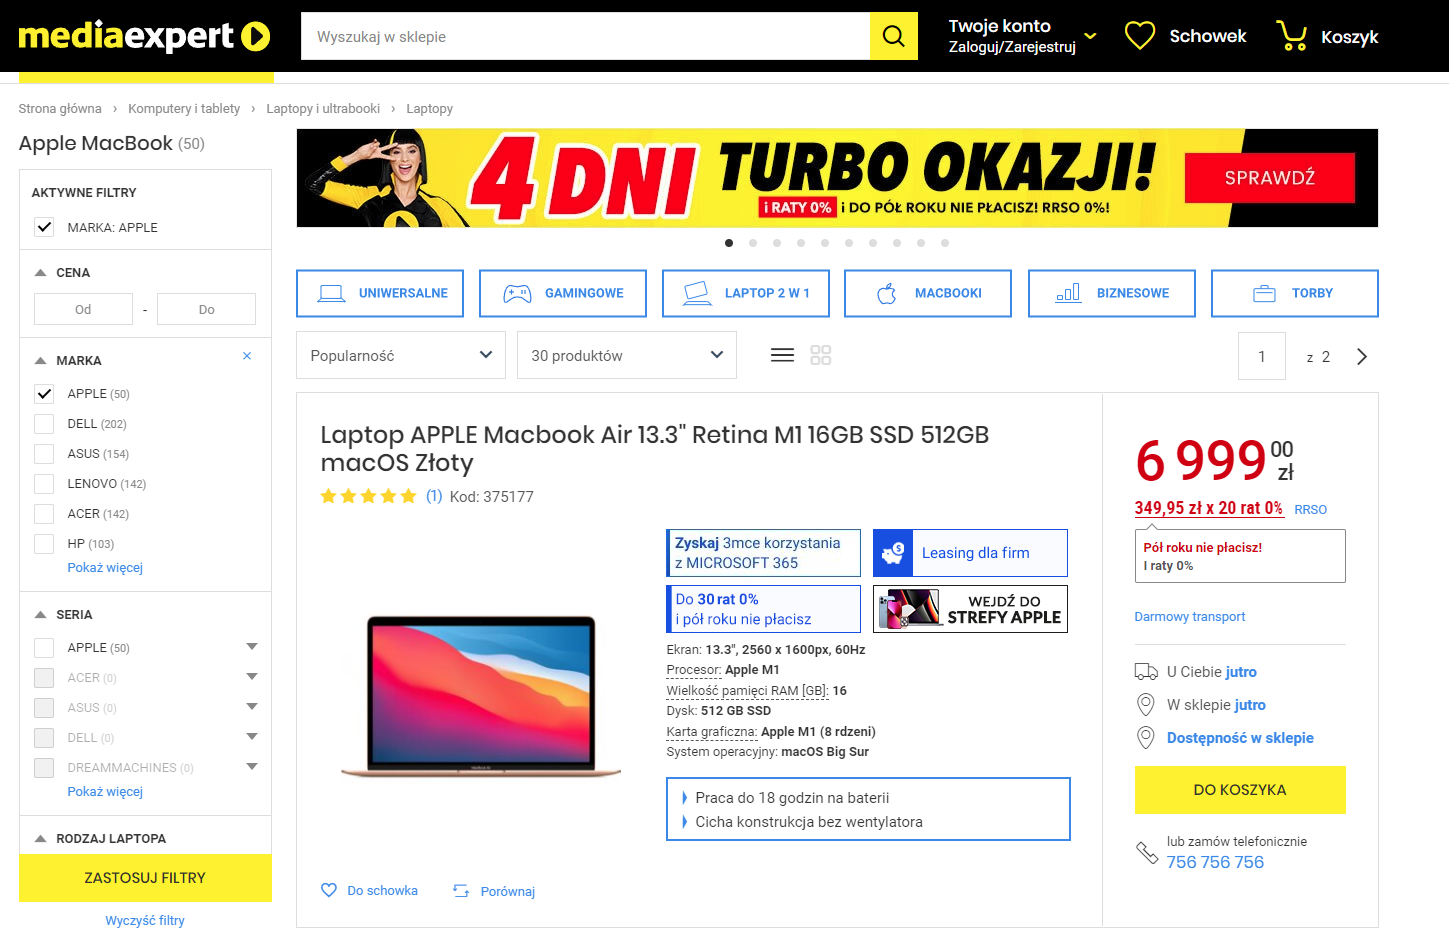 mediaexpert
Wyszukaj w sklepie
Twoje konto
Zaloguj/Zarejestruj
Schowek
Koszyk
Strona główna › Komputery i tablety › Laptopy i ultrabooki › Laptopy
Apple MacBook (50)
AKTYWNE FILTRY
MARKA: APPLE
CENA
Od - Do
MARKA
APPLE (50)
DELL (202)
ASUS (154)
LENOVO (142)
ACER (142)
HP (103)
Pokaż więcej
SERIA
APPLE (50)
ACER (0)
ASUS (0)
DELL (0)
DREAMMACHINES (0)
Pokaż więcej
RODZAJ LAPTOPA
ZASTOSUJ FILTRY
Wyczyść filtry
4 DNI TURBO OKAZJI!
I RATY 0% I DO PÓŁ ROKU NIE PŁACISZ! RRSO 0%!
SPRAWDŹ
UNIWERSALNE
GAMINGOWE
LAPTOP 2 W 1
MACBOOKI
BIZNESOWE
TORBY
Popularność
30 produktów
1 z 2
Laptop APPLE Macbook Air 13.3" Retina M1 16GB SSD 512GB
macOS Złoty
(1) Kod: 375177
Zyskaj 3mce korzystania
z MICROSOFT 365
Leasing dla firm
Do 30 rat 0%
i pół roku nie płacisz
WEJDŹ DO
STREFY APPLE
Ekran: 13.3", 2560 x 1600px, 60Hz
Procesor: Apple M1
Wielkość pamięci RAM [GB]: 16
Dysk: 512 GB SSD
Karta graficzna: Apple M1 (8 rdzeni)
System operacyjny: macOS Big Sur
Praca do 18 godzin na baterii
Cicha konstrukcja bez wentylatora
Do schowka
Porównaj
6 999 00 zł
349,95 zł x 20 rat 0% RRSO
Pół roku nie płacisz!
I raty 0%
Darmowy transport
U Ciebie jutro
W sklepie jutro
Dostępność w sklepie
DO KOSZYKA
lub zamów telefonicznie
756 756 756